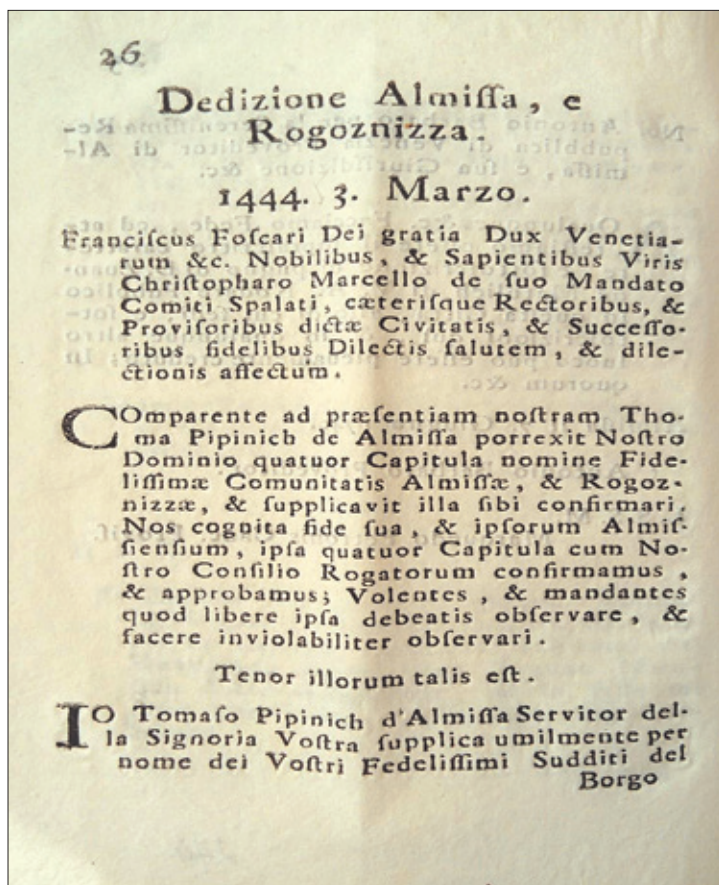 26
Dedizione Almiſſa, e
Rogoznizza.
1444. 3. Marzo.
Franciſcus Foſcari Dei gratia Dux Venetia-
rum &c. Nobilibus, & Sapientibus Viris
Chriſtopharo Marcello de ſuo Mandato
Comiti Spalati, cæteriſque Rectoribus, &
Proviſoribus dictæ Civitatis, & Succeſſo-
ribus fidelibus Dilectis ſalutem, & dile-
ctionis affectum.
COmparente ad præſentiam noſtram Tho-
ma Pipinich de Almiſſa porrexit Noſtro
Dominio quatuor Capitula nomine Fide-
liſſimæ Comunitatis Almiſſæ, & Rogoz-
nizzæ, & ſupplicavit illa ſibi confirmari.
Nos cognita fide ſua, & ipſorum Almiſ-
ſienſium, ipſa quatuor Capitula cum No-
ſtro Conſilio Rogatorum confirmamus,
& approbamus; Volentes, & mandantes
quod libere ipſa debeatis obſervare, &
facere inviolabiliter obſervari.
Tenor illorum talis eſt.
IO Tomaſo Pipinich d'Almiſſa Servitor del-
la Signoria Voſtra ſupplica umilmente per
nome dei Voſtri Fedeliſſimi Sudditi del
Borgo